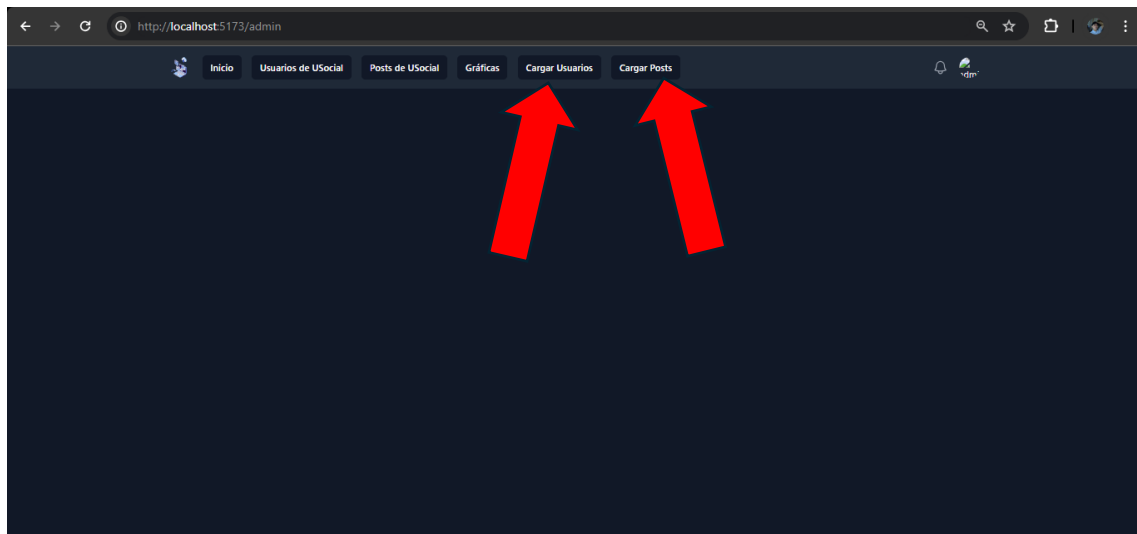 http://localhost:5173/admin
Inicio Usuarios de USocial Posts de USocial Gráficas Cargar Usuarios Cargar Posts